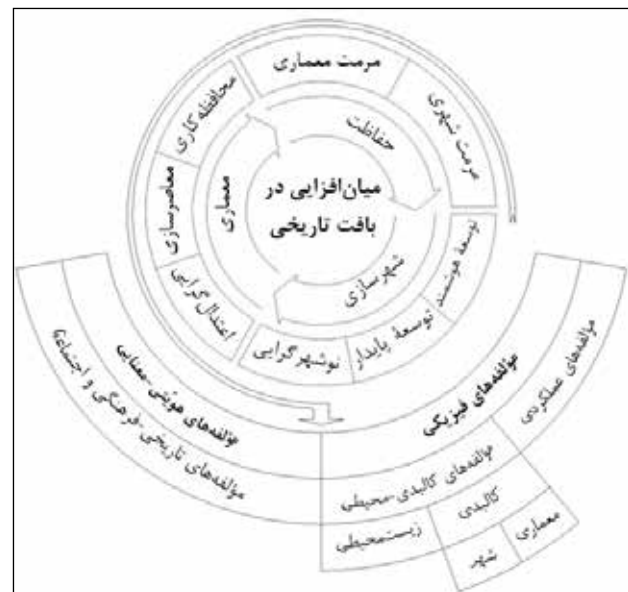 میان‌افزایی در
بافت تاریخی
حفاظت
شهرسازی
معماری
مرمت معماری
مرمت شهری
توسعهٔ هوشمند
توسعهٔ پایدار
نوشهرگرایی
اعتدال‌گرایی
معاصرسازی
محافظه‌کاری
مؤلفه‌های فیزیکی
مؤلفه‌های هویتی-معنایی
مؤلفه‌های عملکردی
مؤلفه‌های کالبدی-محیطی
مؤلفه‌های تاریخی-فرهنگی و اجتماعی
کالبدی
زیست‌محیطی
معماری
شهر